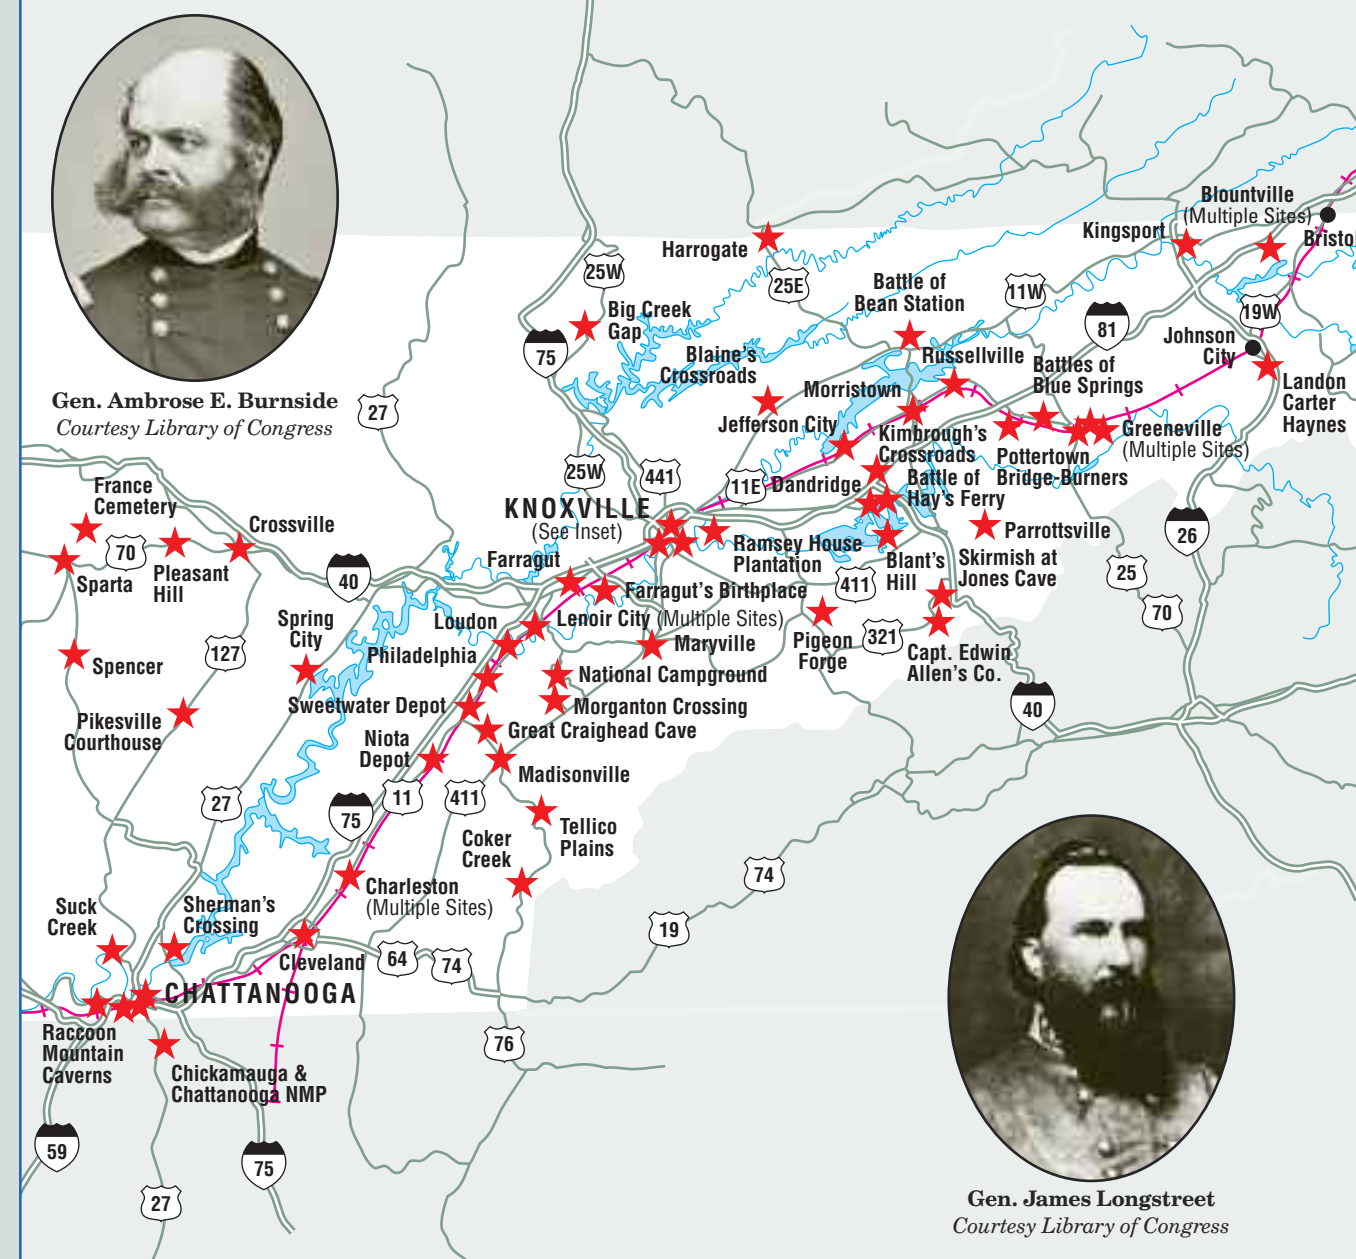 Gen. Ambrose E. Burnside
Courtesy Library of Congress
Harrogate
25W
25E
Big Creek
Gap
75
Blaine's
Crossroads
Battle of
Bean Station
11W
Kingsport
Blountville
(Multiple Sites)
Bristo
81
19W
Johnson
City
Landon
Carter
Haynes
Russellville
Battles of
Blue Springs
Morristown
Jefferson City
27
25W
441
11E
Kimbrough's
Crossroads
Pottertown
Bridge-Burners
Greeneville
(Multiple Sites)
Dandridge
Battle of
Hay's Ferry
KNOXVILLE
(See Inset)
France
Cemetery
Crossville
70
Sparta
Pleasant
Hill
40
Farragut
Ramsey House
Plantation
Farragut's Birthplace
411
Blant's
Hill
Parrottsville
Skirmish at
Jones Cave
26
25
70
Spring
City
Loudon
Lenoir City (Multiple Sites)
127
Spencer
Philadelphia
Maryville
Pigeon
Forge
321
Capt. Edwin
Allen's Co.
National Campground
40
Pikesville
Courthouse
Sweetwater Depot
Morganton Crossing
Great Craighead Cave
Niota
Depot
Madisonville
27
75
11
411
Tellico
Plains
Coker
Creek
74
Charleston
(Multiple Sites)
19
Suck
Creek
Sherman's
Crossing
Cleveland
64
74
CHATTANOOGA
Raccoon
Mountain
Caverns
76
Chickamauga &
Chattanooga NMP
59
75
27
Gen. James Longstreet
Courtesy Library of Congress